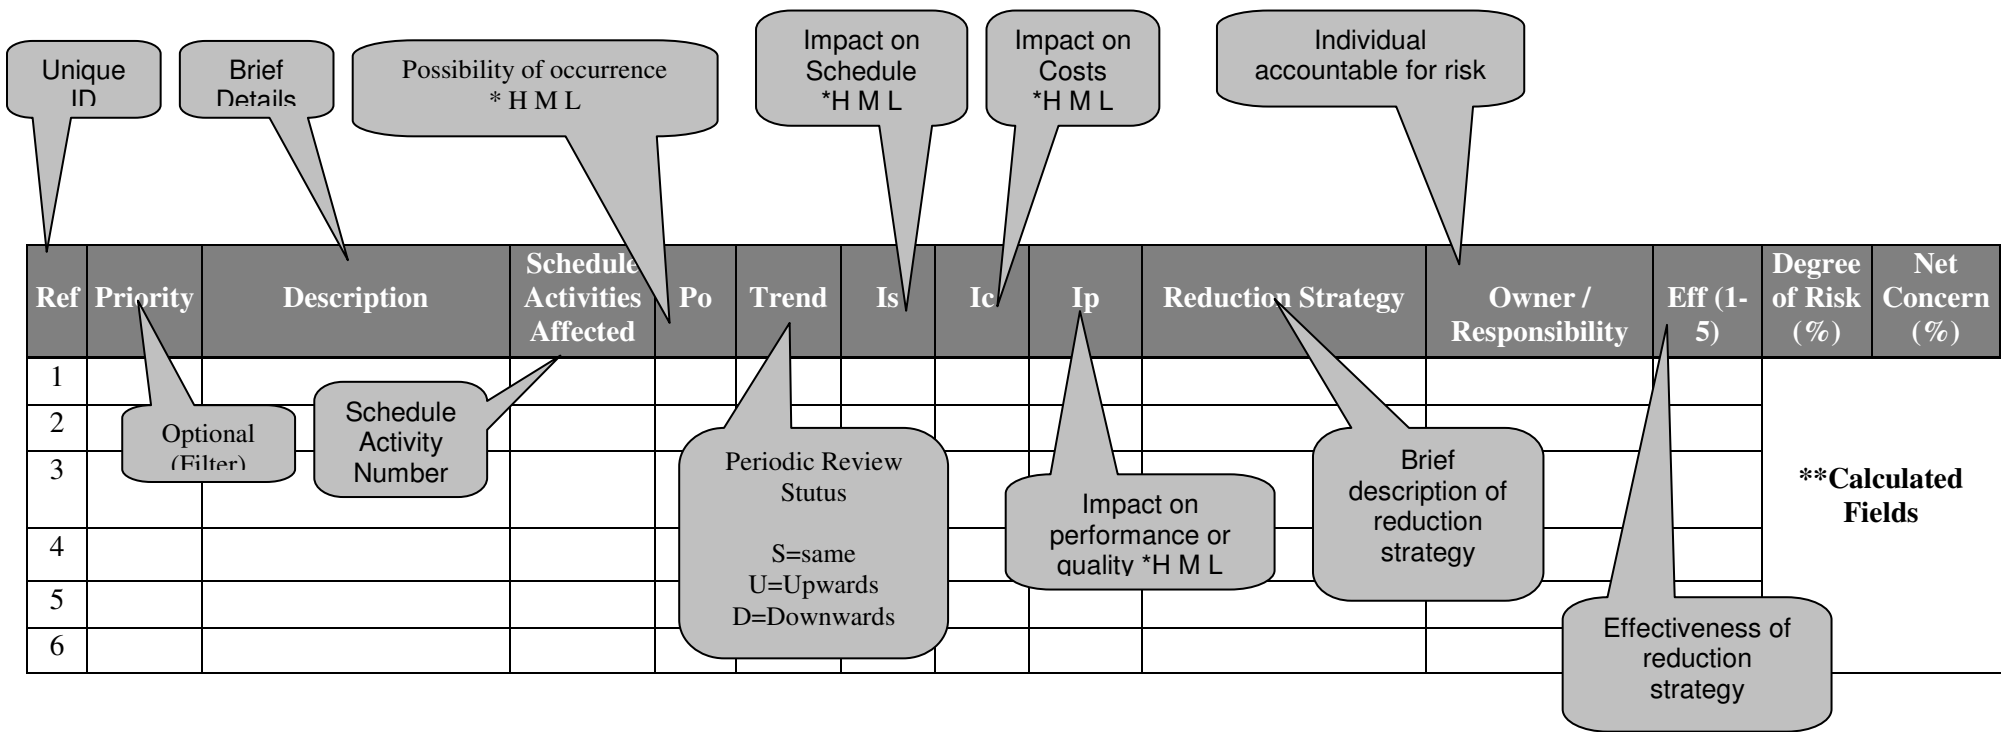 Unique
ID
Brief
Details
Possibility of occurrence
* H M L
Impact on
Schedule
*H M L
Impact on
Costs
*H M L
Individual
accountable for risk
Ref
Priority
Description
Schedule
Activities
Affected
Po
Trend
Is
Ic
Ip
Reduction Strategy
Owner /
Responsibility
Eff (1-
5)
Degree
of Risk
(%)
Net
Concern
(%)
1
2
3
4
5
6
Optional
(Filter)
Schedule
Activity
Number
Periodic Review
Stutus
S=same
U=Upwards
D=Downwards
Impact on
performance or
quality *H M L
Brief
description of
reduction
strategy
**Calculated
Fields
Effectiveness of
reduction
strategy